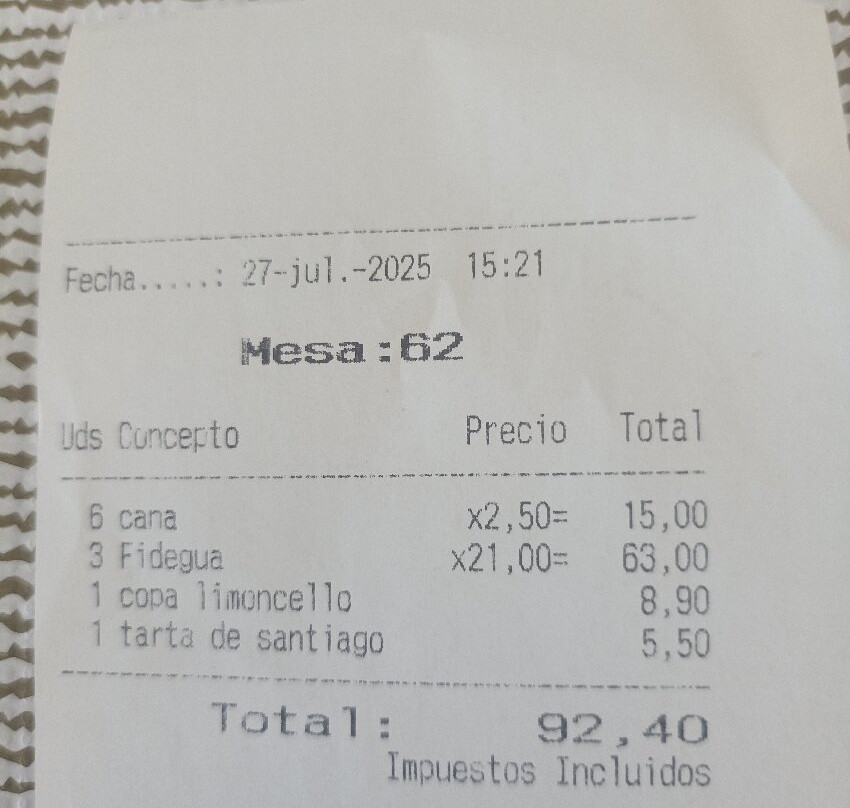 Fecha.....: 27-jul.-2025 15:21
Mesa:62
Uds Concepto Precio Total
6 cana x2,50= 15,00
3 Fidegua x21,00= 63,00
1 copa limoncello 8,90
1 tarta de santiago 5,50
Total: 92,40
Impuestos Incluidos